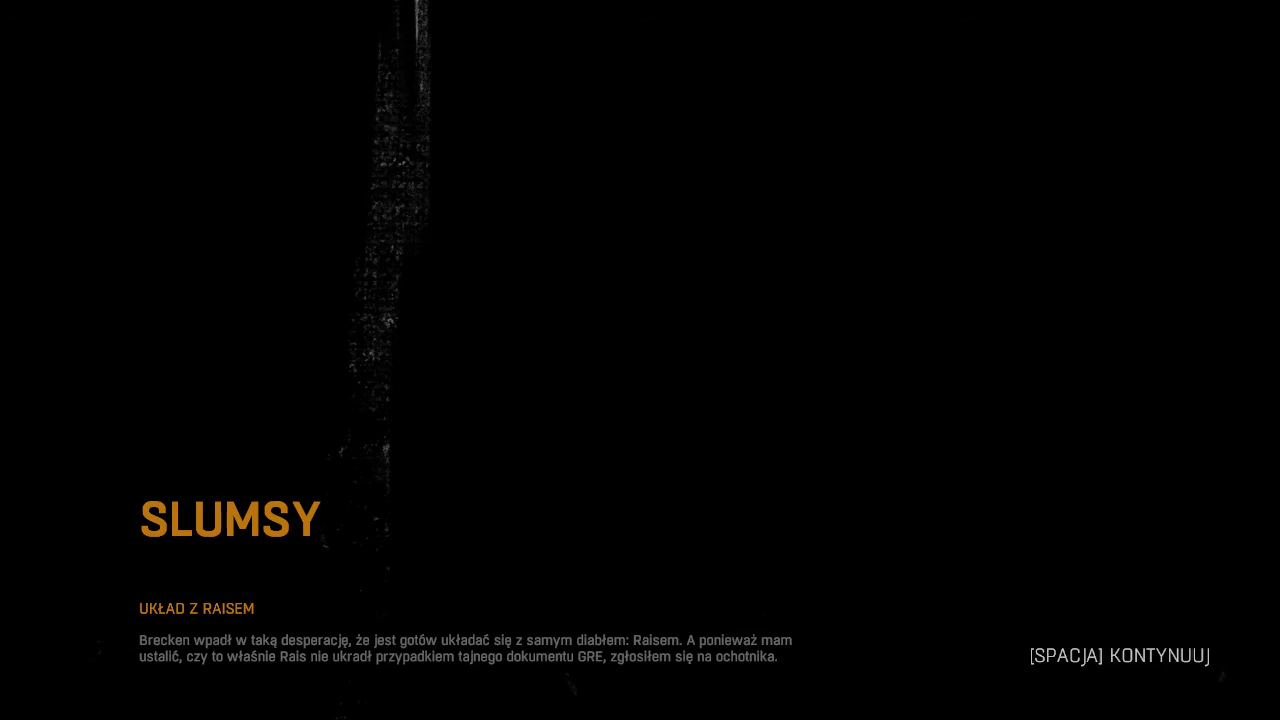 SLUMSY
UKŁAD Z RAISEM
Brecken wpadł w taką desperację, że jest gotów układać się z samym diabłem: Raisem. A ponieważ mam
ustalić, czy to właśnie Rais nie ukradł przypadkiem tajnego dokumentu GRE, zgłosiłem się na ochotnika.
[SPACJA] KONTYNUUJ